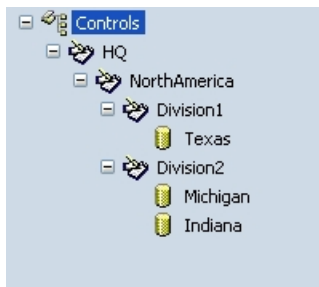 Controls
HQ
NorthAmerica
Division1
Texas
Division2
Michigan
Indiana